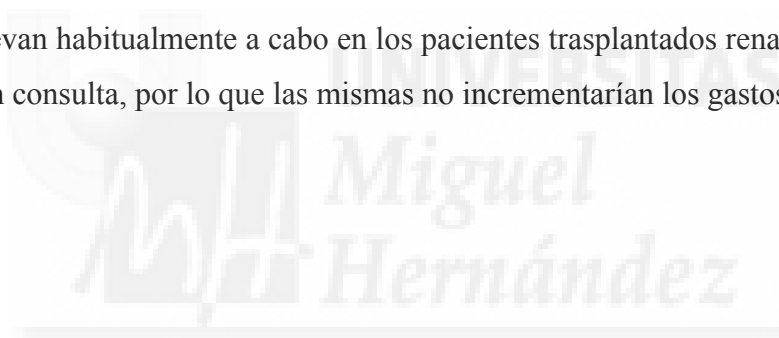 evan habitualmente a cabo en los pacientes trasplantados rena
UNIVERSITAS
consulta, por lo que las mismas no incrementarían los gastos
Miguel
Hernández